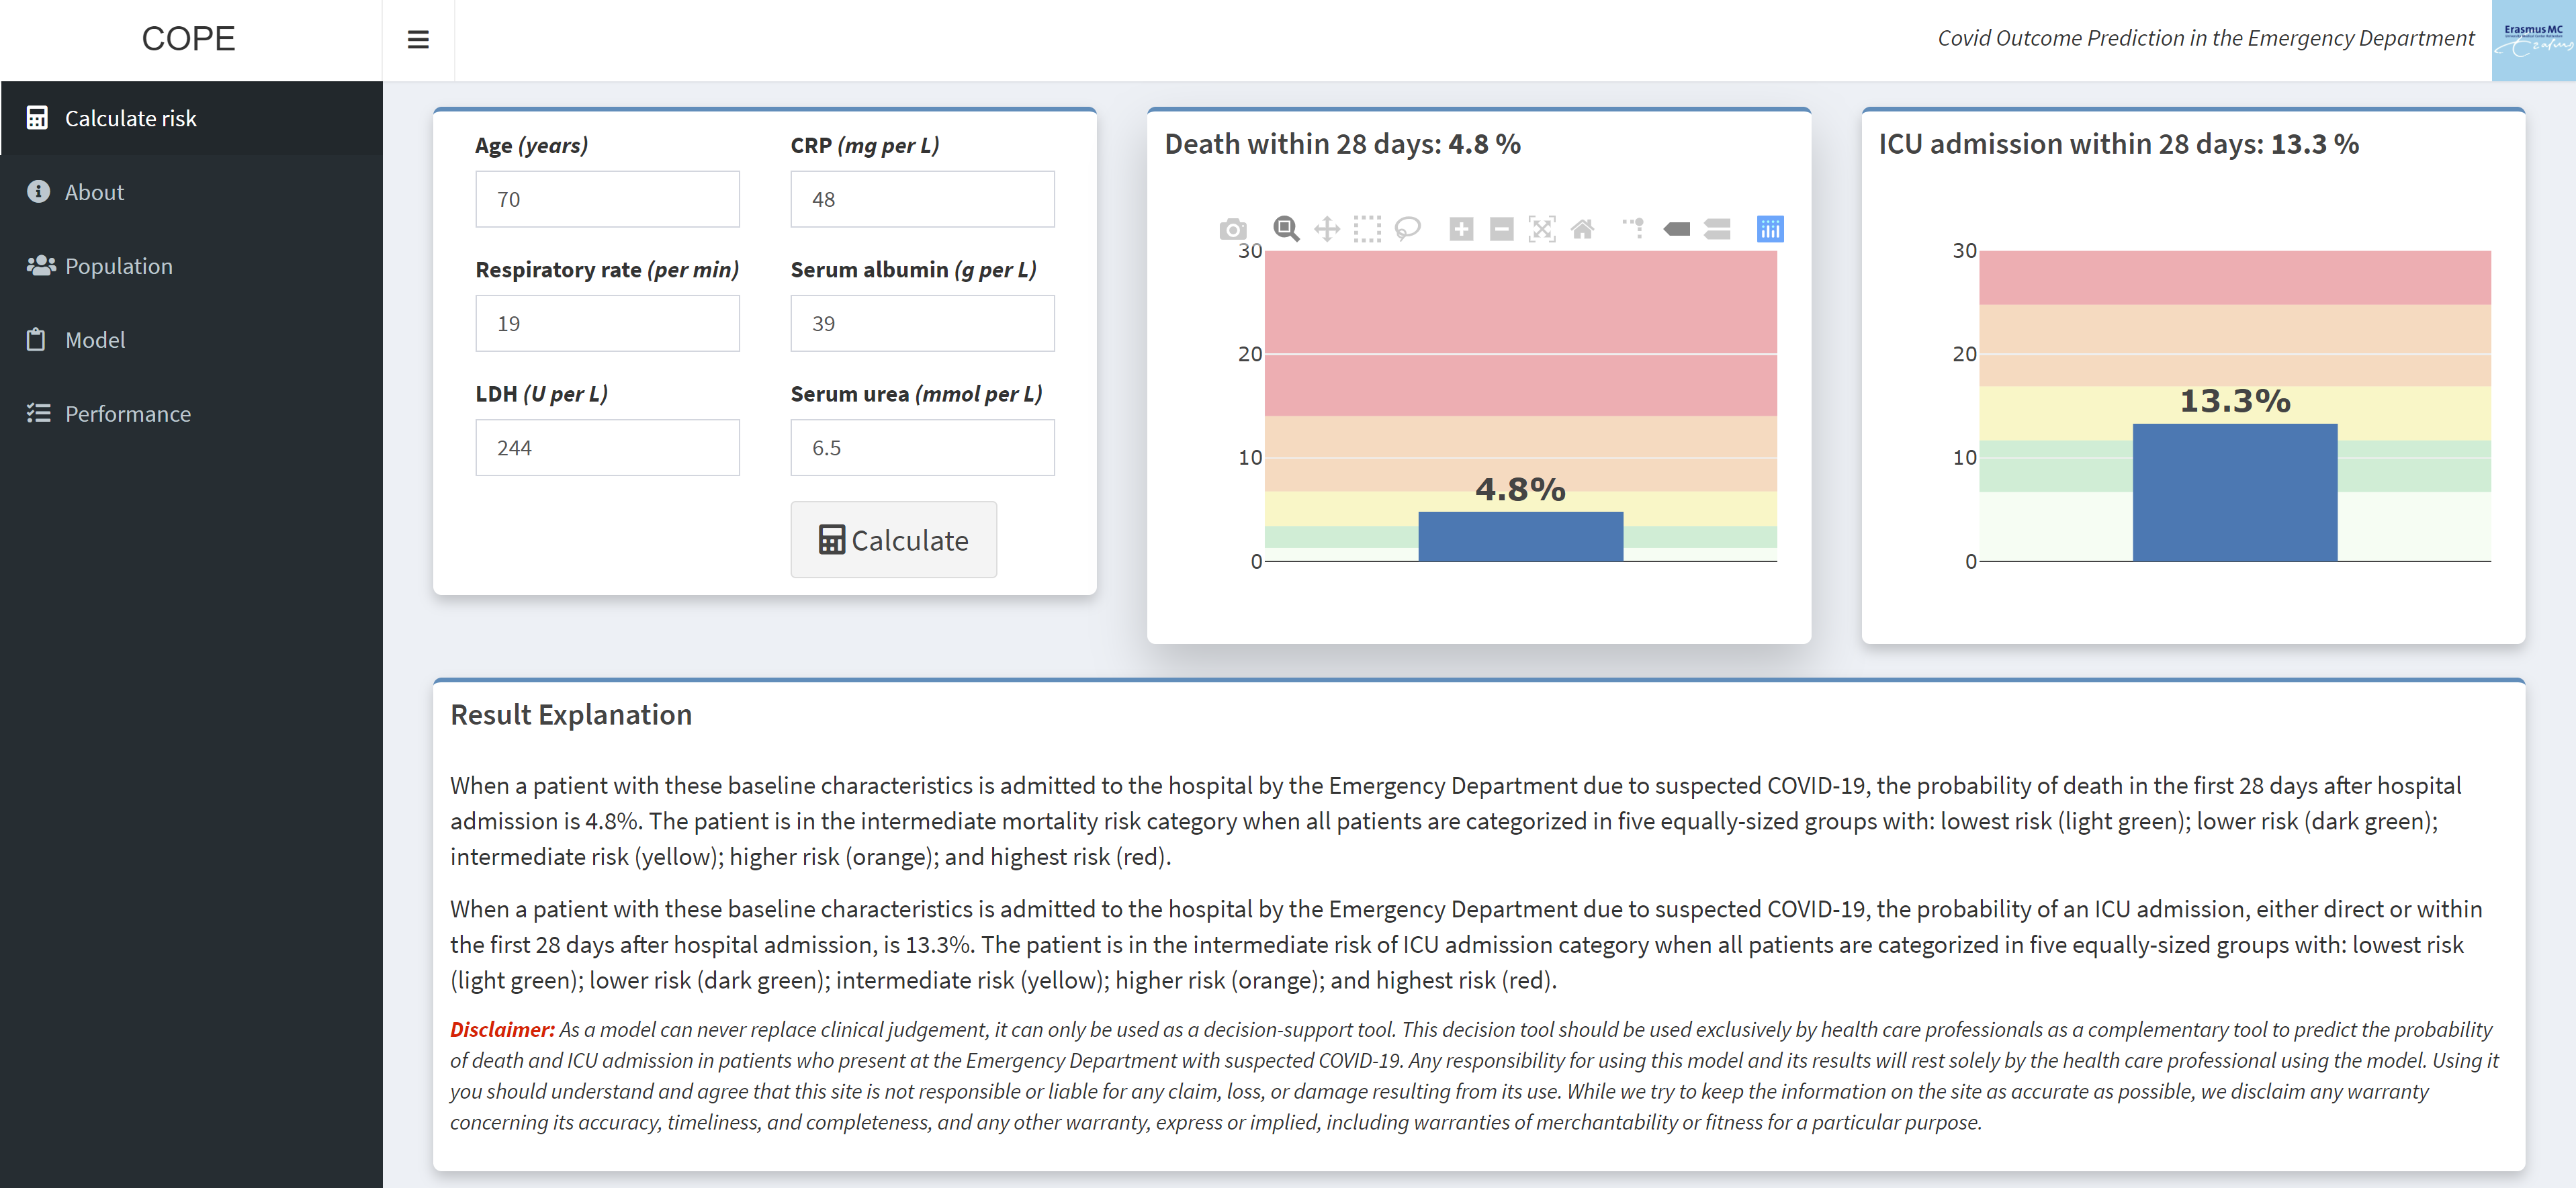 COPE
Covid Outcome Prediction in the Emergency Department
Erasmus MC
Calculate risk
About
Population
Model
Performance
Age (years)
CRP (mg per L)
70
48
Respiratory rate (per min)
Serum albumin (g per L)
19
39
LDH (U per L)
Serum urea (mmol per L)
244
6.5
Calculate
Death within 28 days: 4.8 %
30
20
10
0
4.8%
ICU admission within 28 days: 13.3 %
30
20
10
0
13.3%
Result Explanation
When a patient with these baseline characteristics is admitted to the hospital by the Emergency Department due to suspected COVID-19, the probability of death in the first 28 days after hospital
admission is 4.8%. The patient is in the intermediate mortality risk category when all patients are categorized in five equally-sized groups with: lowest risk (light green); lower risk (dark green);
intermediate risk (yellow); higher risk (orange); and highest risk (red).
When a patient with these baseline characteristics is admitted to the hospital by the Emergency Department due to suspected COVID-19, the probability of an ICU admission, either direct or within
the first 28 days after hospital admission, is 13.3%. The patient is in the intermediate risk of ICU admission category when all patients are categorized in five equally-sized groups with: lowest risk
(light green); lower risk (dark green); intermediate risk (yellow); higher risk (orange); and highest risk (red).
Disclaimer: As a model can never replace clinical judgement, it can only be used as a decision-support tool. This decision tool should be used exclusively by health care professionals as a complementary tool to predict the probability
of death and ICU admission in patients who present at the Emergency Department with suspected COVID-19. Any responsibility for using this model and its results will rest solely by the health care professional using the model. Using it
you should understand and agree that this site is not responsible or liable for any claim, loss, or damage resulting from its use. While we try to keep the information on the site as accurate as possible, we disclaim any warranty
concerning its accuracy, timeliness, and completeness, and any other warranty, express or implied, including warranties of merchantability or fitness for a particular purpose.